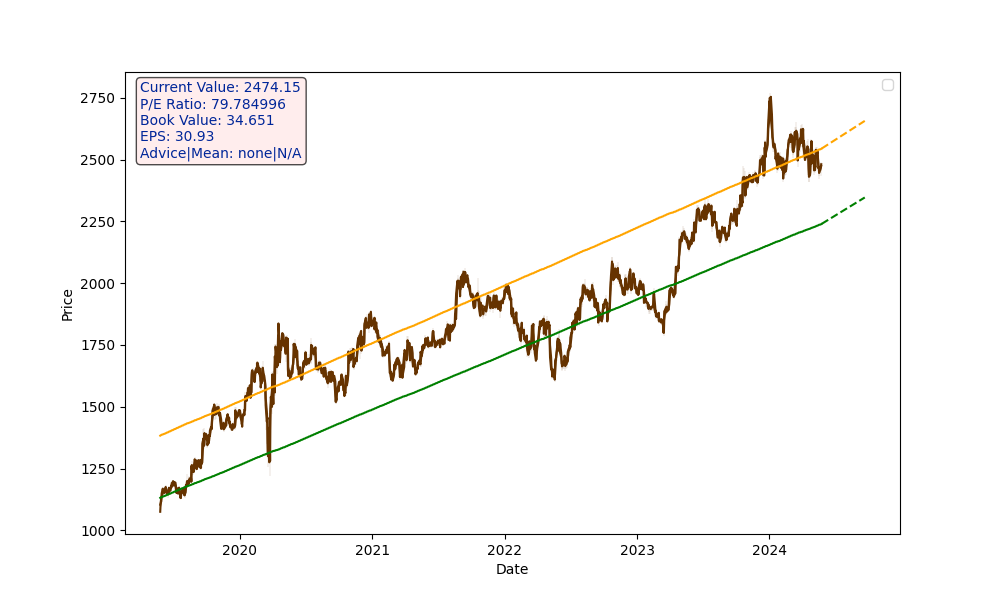 Current Value: 2474.15
P/E Ratio: 79.784996
Book Value: 34.651
EPS: 30.93
Advice|Mean: none|N/A
2750
2500
2250
2000
1750
1500
1250
1000
Price
2020 2021 2022 2023 2024
Date